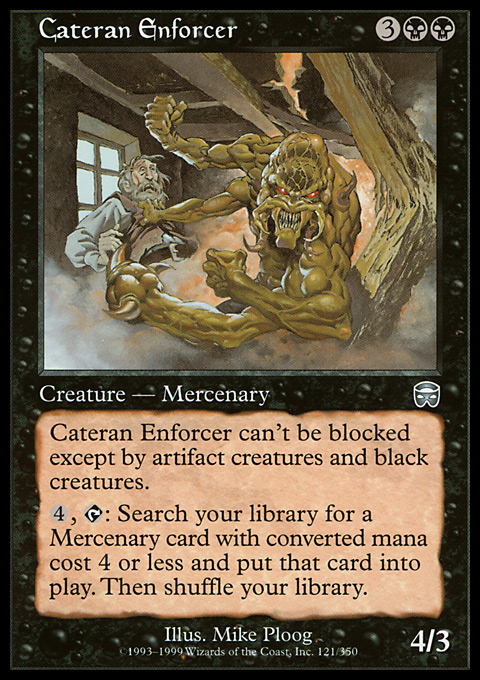 Cateran Enforcer 3
Creature — Mercenary
Cateran Enforcer can't be blocked
except by artifact creatures and black
creatures.
4, : Search your library for a
Mercenary card with converted mana
cost 4 or less and put that card into
play. Then shuffle your library.
Illus. Mike Ploog
©1993-1999 Wizards of the Coast, Inc. 121/350
4/3